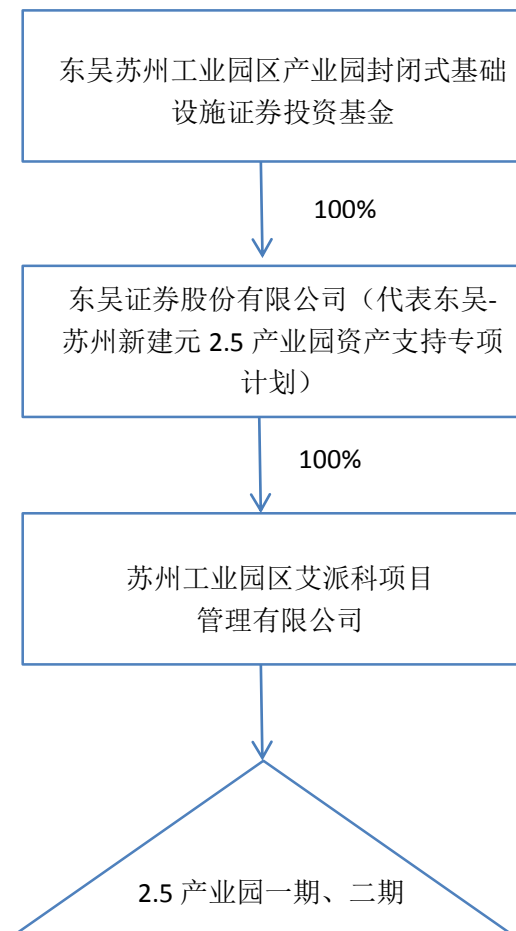 东吴苏州工业园区产业园封闭式基础
设施证券投资基金
100%
东吴证券股份有限公司（代表东吴-
苏州新建元 2.5 产业园资产支持专项
计划）
100%
苏州工业园区艾派科项目
管理有限公司
2.5 产业园一期、二期